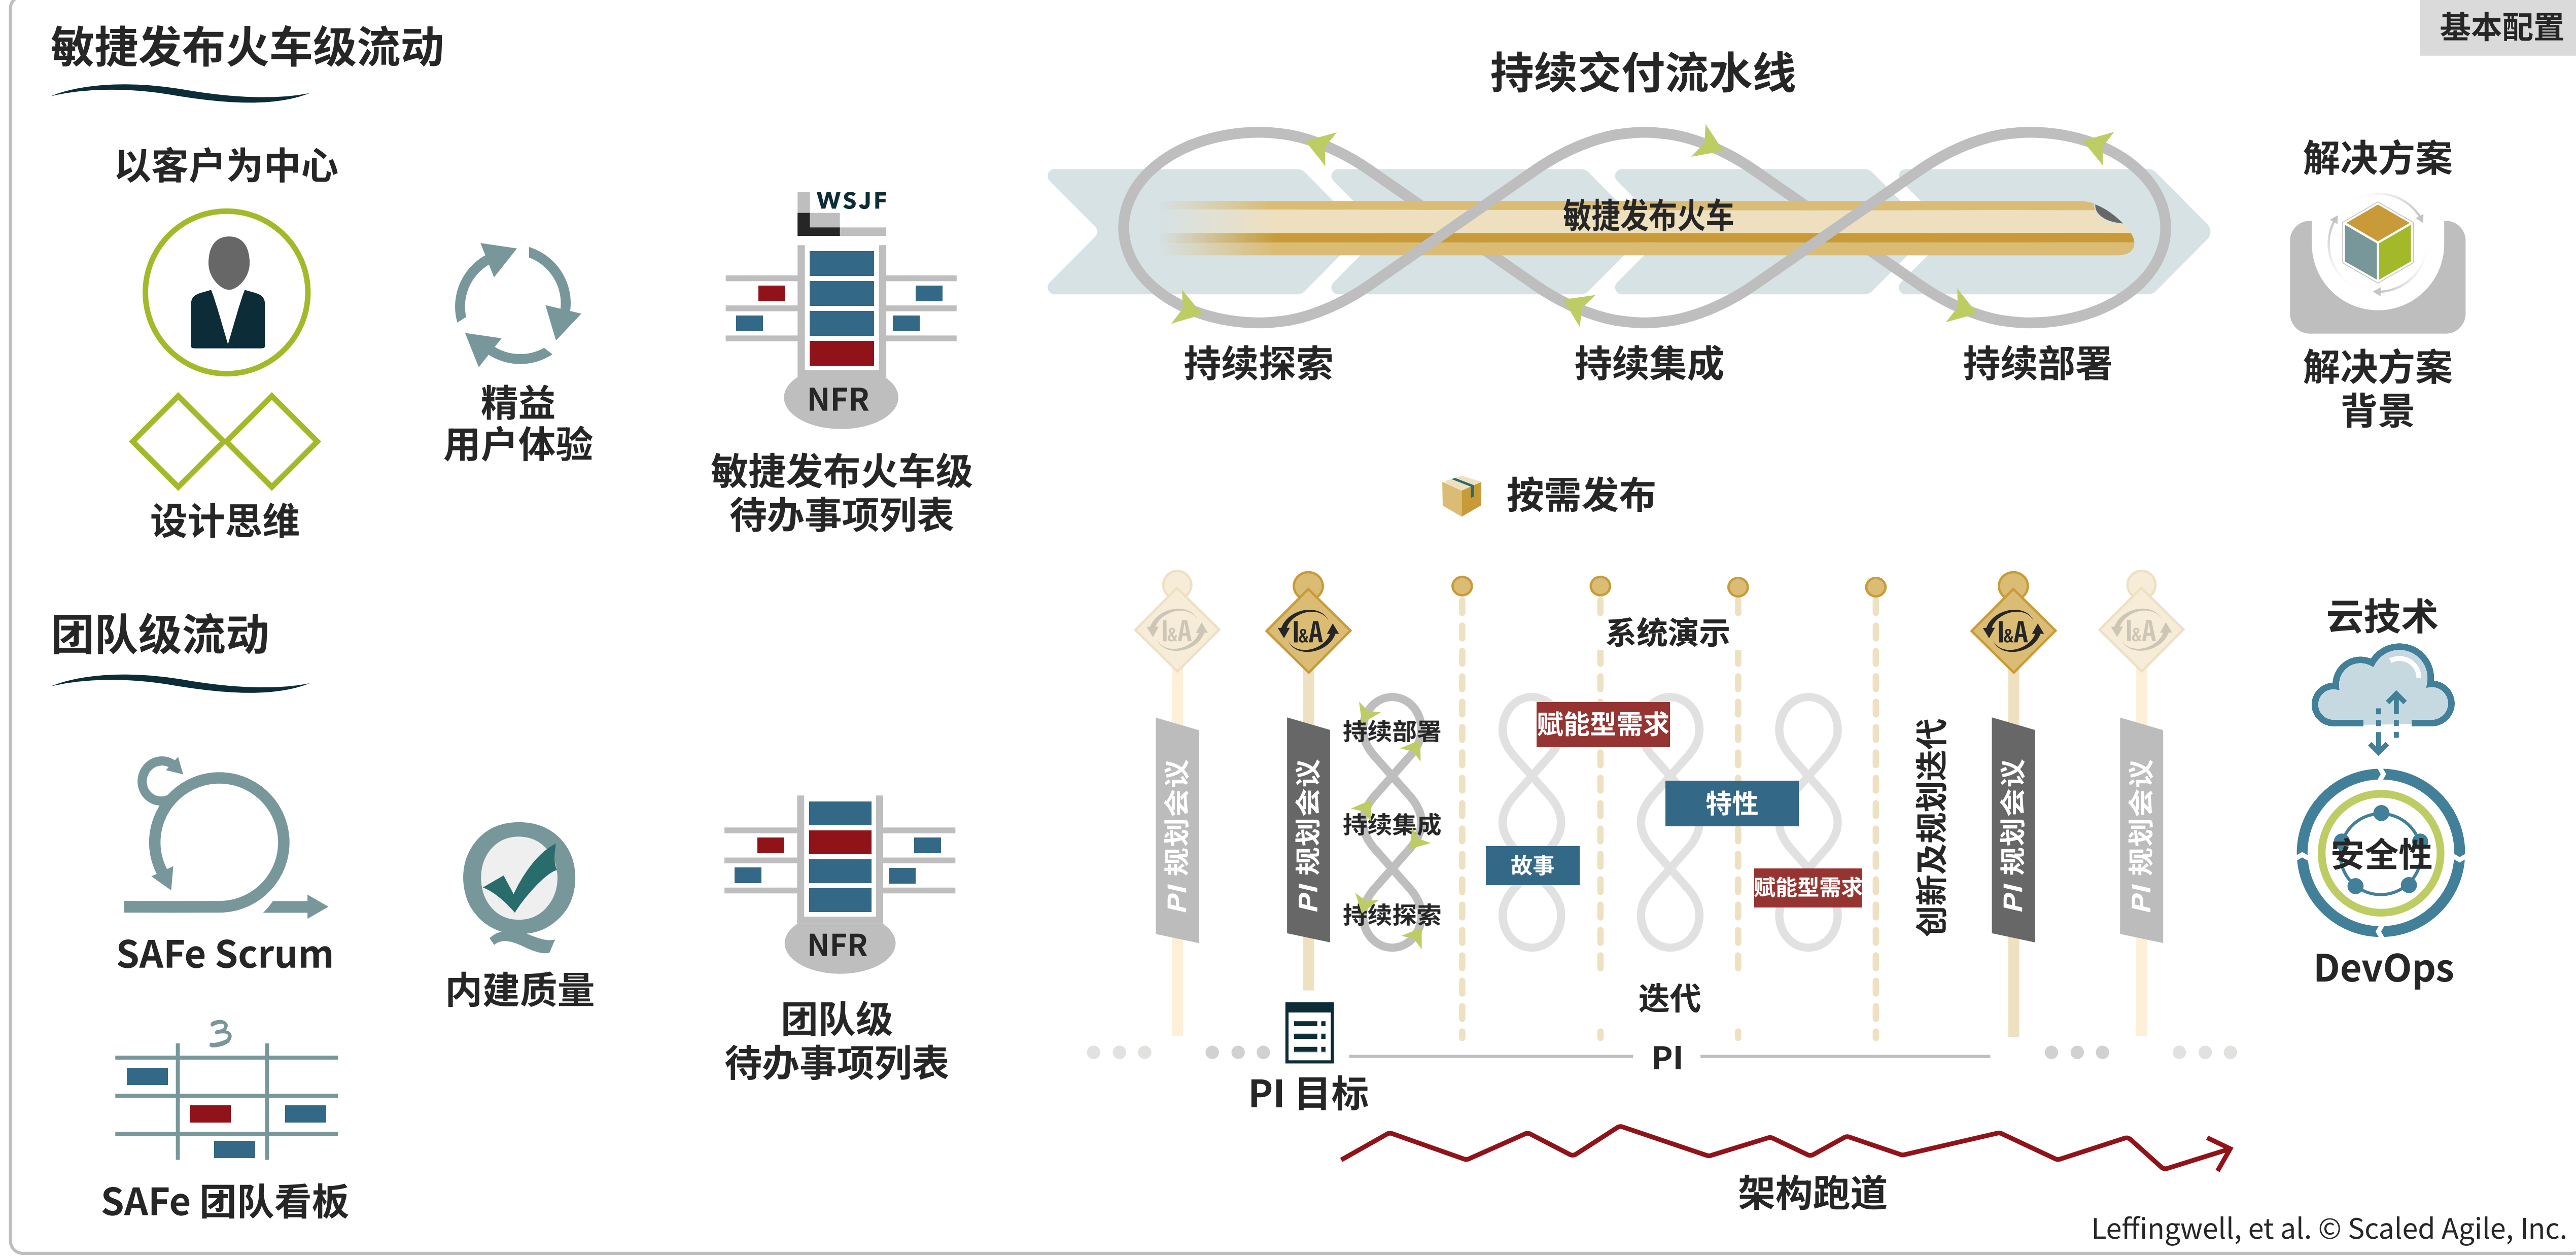 基本配置
敏捷发布火车级流动
以客户为中心
设计思维
精益
用户体验
WSJF
NFR
敏捷发布火车级
待办事项列表
持续交付流水线
敏捷发布火车
持续探索
持续集成
持续部署
按需发布
解决方案
解决方案
背景
团队级流动
SAFe Scrum
SAFe 团队看板
3
内建质量
NFR
团队级
待办事项列表
I&A
PI 规划会议
I&A
PI 规划会议
持续部署
持续集成
持续探索
系统演示
赋能型需求
特性
故事
赋能型需求
迭代
创新及规划迭代
I&A
PI 规划会议
I&A
PI 规划会议
PI
PI 目标
架构跑道
云技术
安全性
DevOps
Leffingwell, et al. © Scaled Agile, Inc.